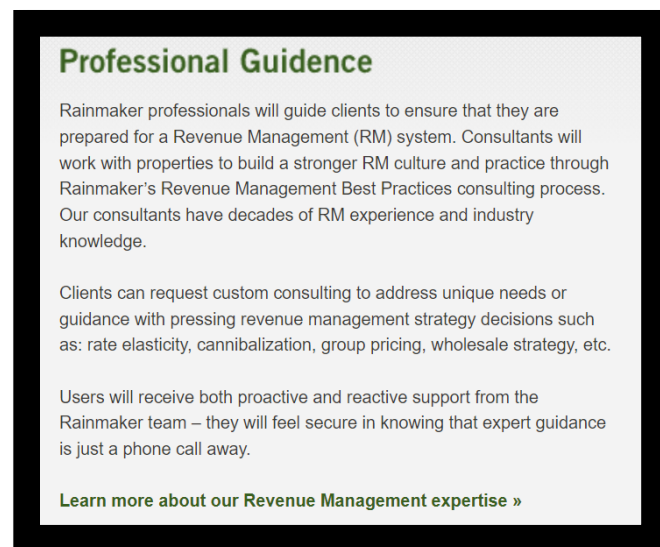 Professional Guidence
Rainmaker professionals will guide clients to ensure that they are
prepared for a Revenue Management (RM) system. Consultants will
work with properties to build a stronger RM culture and practice through
Rainmaker’s Revenue Management Best Practices consulting process.
Our consultants have decades of RM experience and industry
knowledge.
Clients can request custom consulting to address unique needs or
guidance with pressing revenue management strategy decisions such
as: rate elasticity, cannibalization, group pricing, wholesale strategy, etc.
Users will receive both proactive and reactive support from the
Rainmaker team – they will feel secure in knowing that expert guidance
is just a phone call away.
Learn more about our Revenue Management expertise »